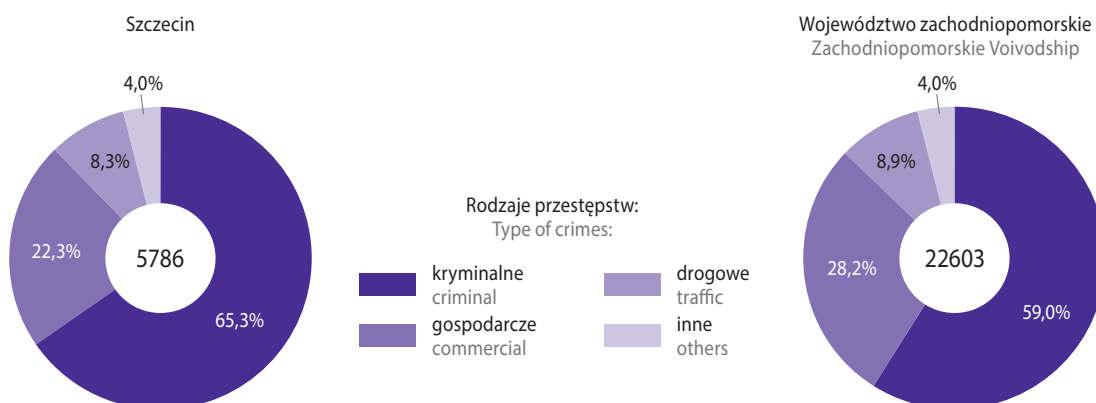 Szczecin
4,0%
8,3%
22,3%
5786
65,3%
Rodzaje przestępstw:
Type of crimes:
kryminalne
criminal
gospodarcze
commercial
drogowe
traffic
inne
others
Województwo zachodniopomorskie
Zachodniopomorskie Voivodship
4,0%
8,9%
28,2%
22603
59,0%